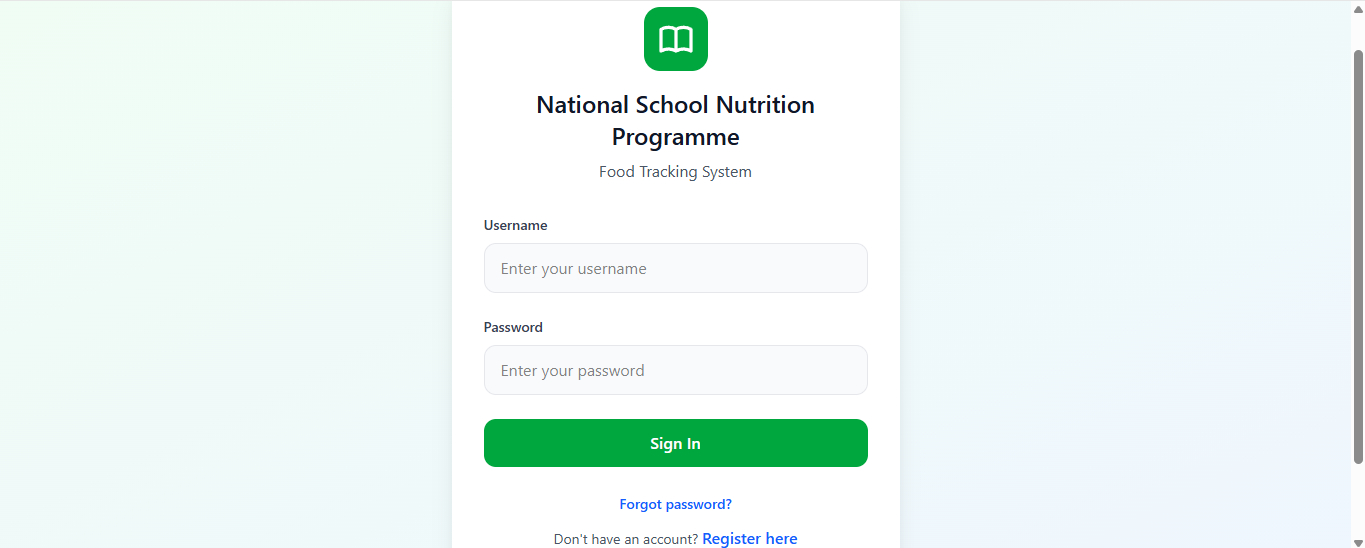 National School Nutrition
Programme
Food Tracking System
Username
Enter your username
Password
Enter your password
Sign In
Forgot password?
Don't have an account? Register here